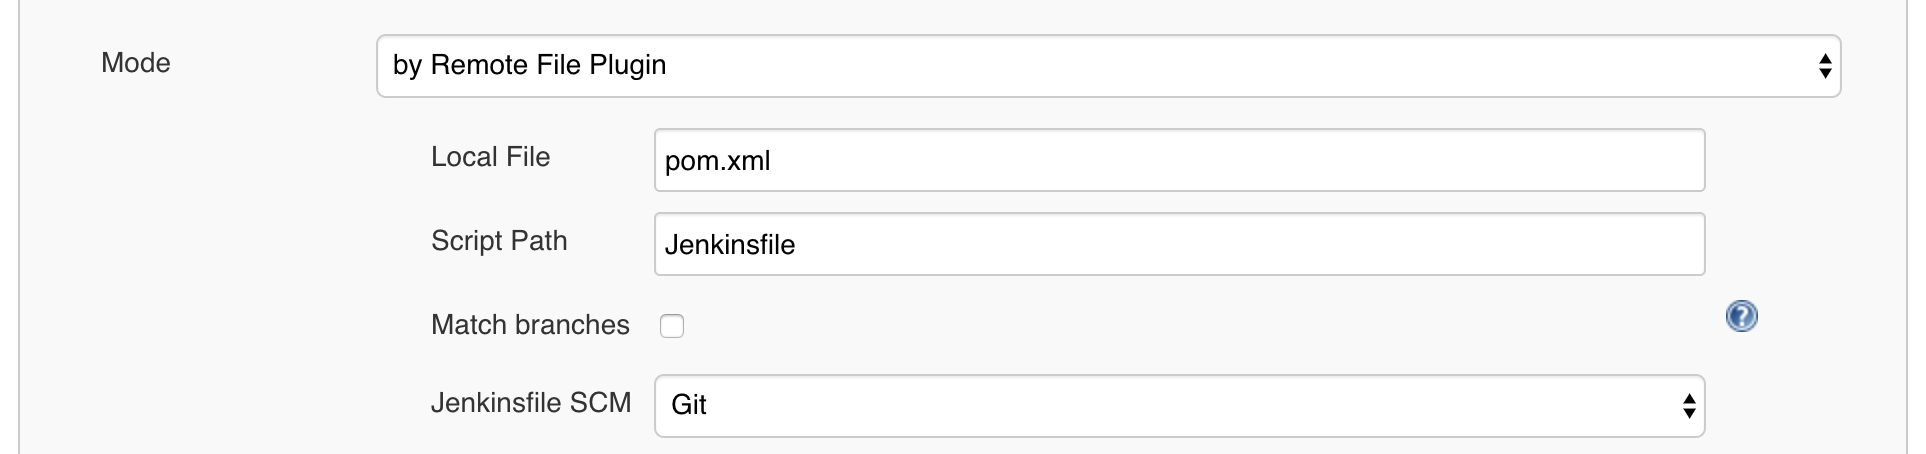 Mode by Remote File Plugin
Local File pom.xml
Script Path Jenkinsfile
Match branches ?
Jenkinsfile SCM Git